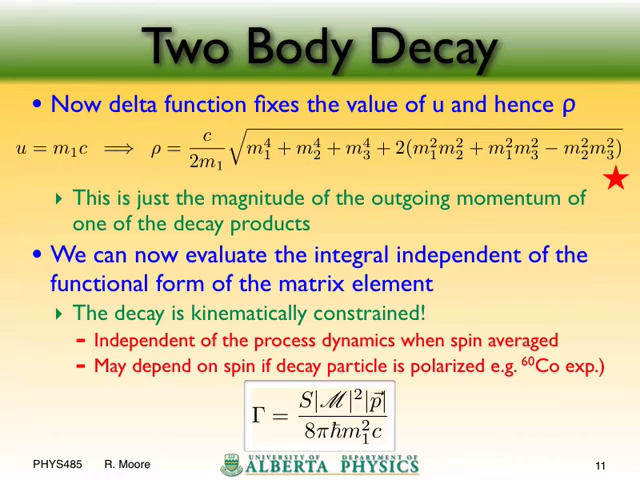 Two Body Decay
• Now delta function fixes the value of u and hence ρ
u = m₁c ⟹ ρ = c/(2m₁) √(m₁⁴ + m₂⁴ + m₃⁴ + 2(m₁²m₂² + m₁²m₃² − m₂²m₃²))
‣ This is just the magnitude of the outgoing momentum of
one of the decay products
• We can now evaluate the integral independent of the
functional form of the matrix element
‣ The decay is kinematically constrained!
– Independent of the process dynamics when spin averaged
– May depend on spin if decay particle is polarized e.g. ⁶⁰Co exp.)
Γ = S|ℳ|²|p⃗| / (8πℏm₁²c)
PHYS485 R. Moore
UNIVERSITY OF DEPARTMENT OF
ALBERTA PHYSICS
11